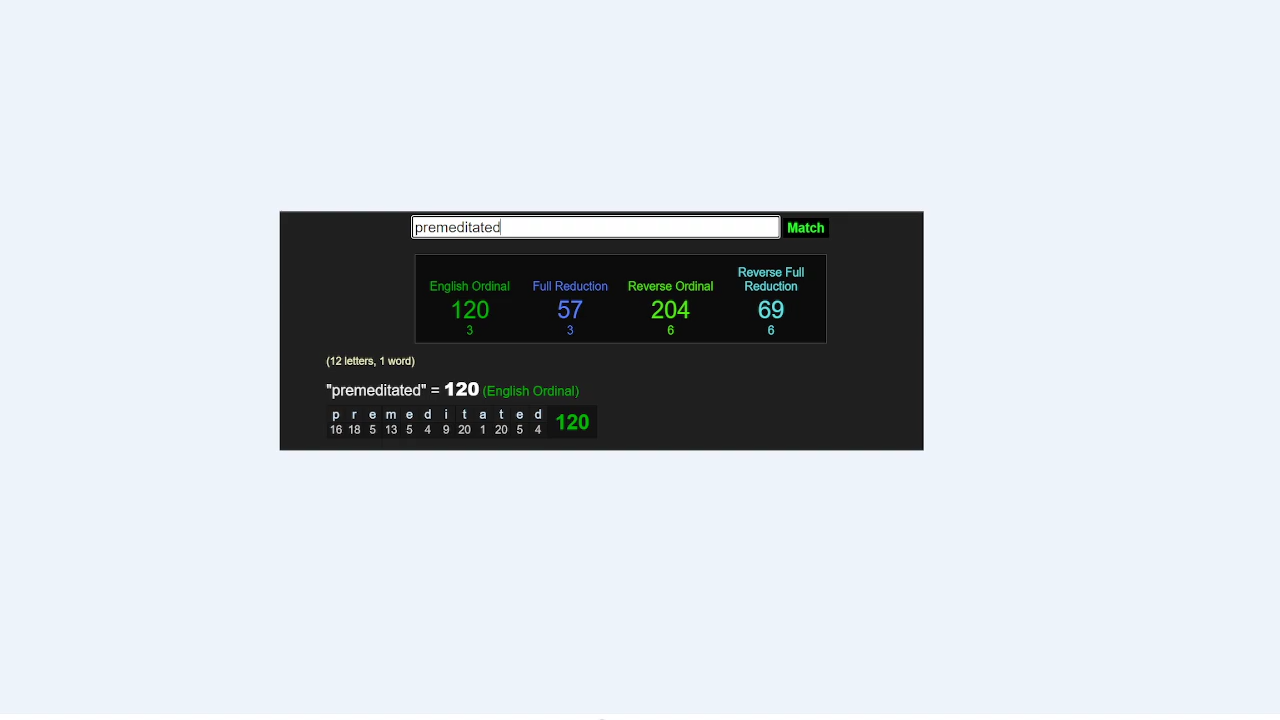 premeditated Match
English Ordinal Full Reduction Reverse Ordinal Reverse Full Reduction
120 57 204 69
3 3 6 6
(12 letters, 1 word)
"premeditated" = 120 (English Ordinal)
p r e m e d i t a t e d 120
16 18 5 13 5 4 9 20 1 20 5 4